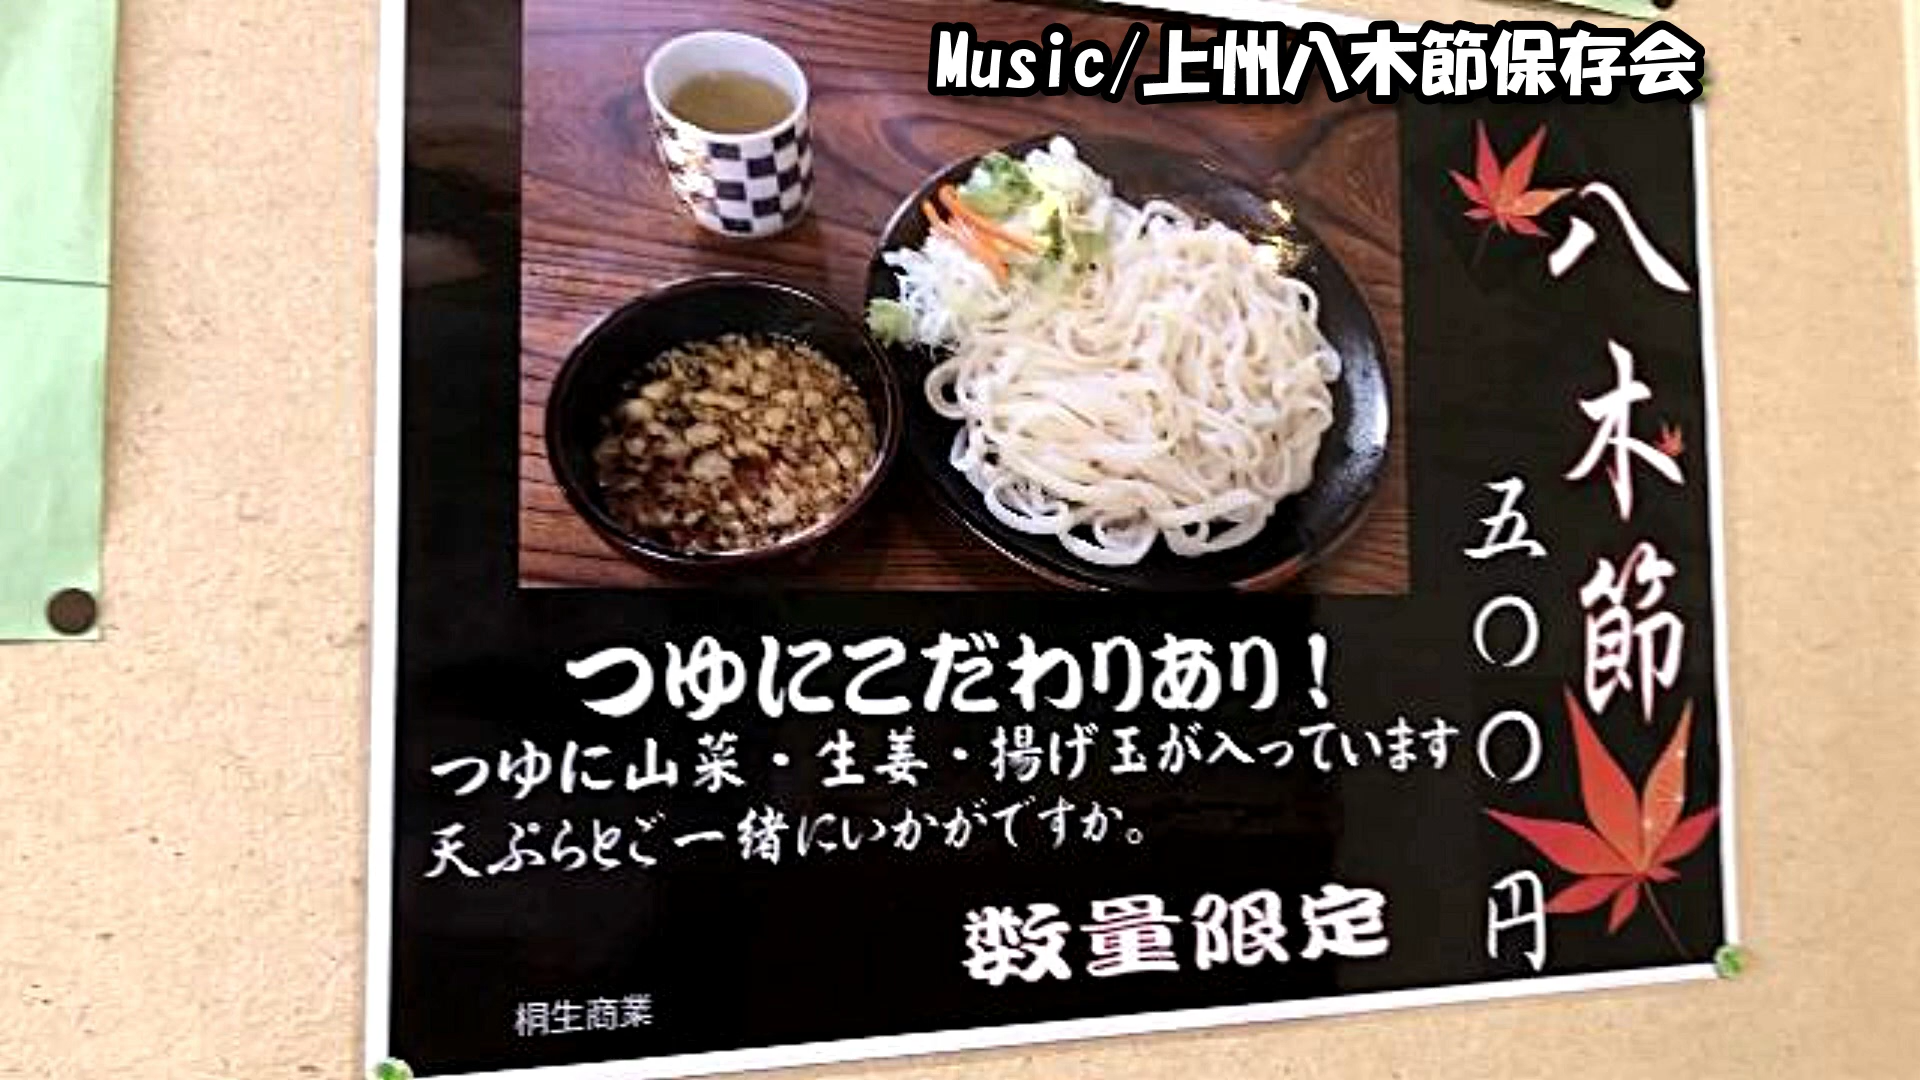 Music/上州八木節保存会
八木節
五〇〇円
つゆにこだわりあり！
つゆに山菜・生姜・揚げ玉が入っています
天ぷらとご一緒にいかがですか。
数量限定
桐生商業